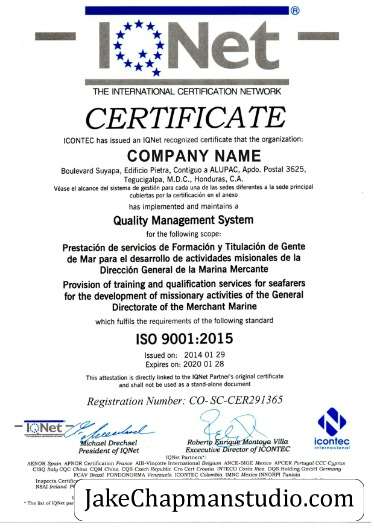 IQNet ®
THE INTERNATIONAL CERTIFICATION NETWORK
CERTIFICATE
ICONTEC has issued an IQNet recognized certificate that the organization:
COMPANY NAME
Boulevard Suyapa, Edificio Pietra, Contiguo a ALUPAC, Apdo. Postal 3625,
Tegucigalpa, M.D.C., Honduras, C.A.
Véase el alcance del sistema de gestión para cada una de las sedes diferentes a la sede principal
cubiertas por la certificación en el anexo
has implemented and maintains a
Quality Management System
for the following scope:
Prestación de servicios de Formación y Titulación de Gente
de Mar para el desarrollo de actividades misionales de la
Dirección General de la Marina Mercante
Provision of training and qualification services for seafarers
for the development of missionary activities of the General
Directorate of the Merchant Marine
which fulfils the requirements of the following standard
ISO 9001:2015
Issued on: 2014 01 29
Expires on: 2020 01 28
This attestation is directly linked to the IQNet Partner's original certificate
and shall not be used as a stand-alone document
Registration Number: CO-SC-CER291365
IQNet
Michael Drechsel
President of IQNET
Roberto Enrique Montoya Villa
Executive Director of ICONTEC
icontec
internacional
IQNet Partners*:
AENOR Spain AFNOR Certification France AIB-Vinçotte International Belgium ANCE-SIGE Mexico APCER Portugal CCC Cyprus
CISQ Italy CQC China CQM China CQS Czech Republic Cro Cert Croatia DQS Holding GmbH Germany
FCAV Brazil FONDONORMA Venezuela ICONTEC Colombia IMNC Mexico INNORPI Tunisia
Inspecta Certif
NSAI Ireland
* The list of IQNet par
JakeChapmanstudio.com